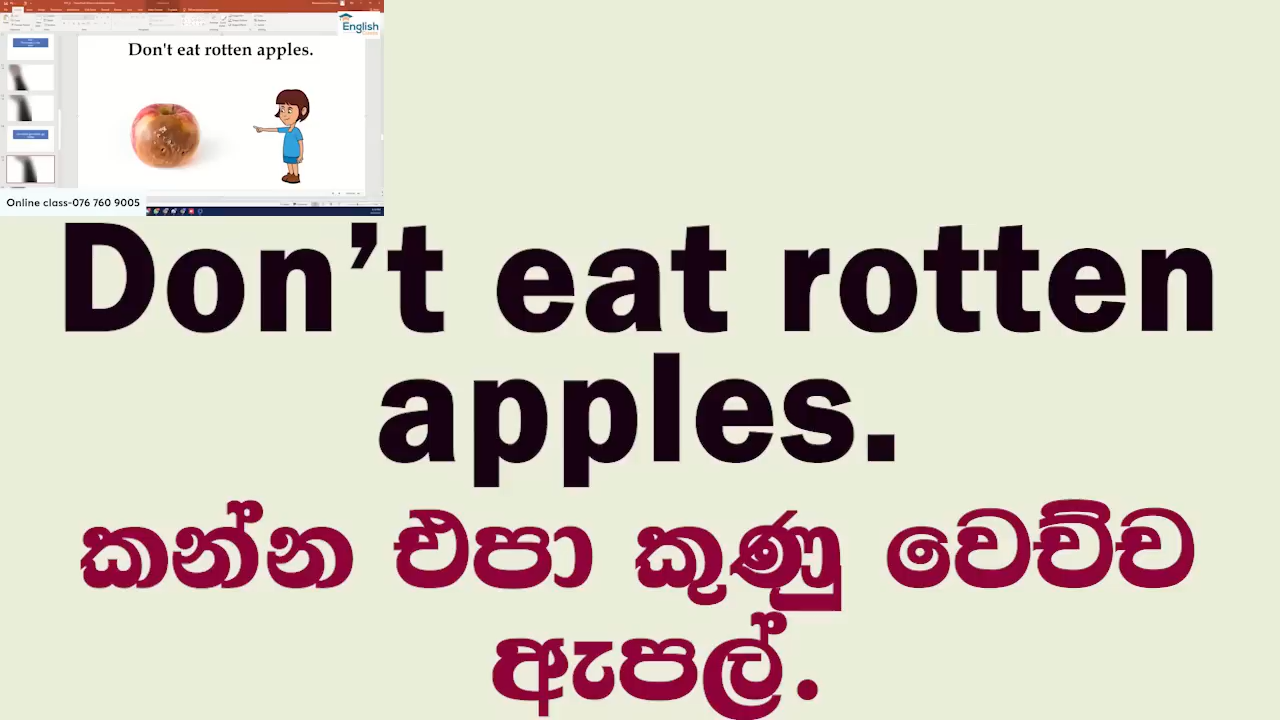 English
Don't eat rotten apples.
Online class-076 760 9005
Don’t eat rotten
apples.
කන්න එපා කුණු වෙච්ච
ඇපල්.